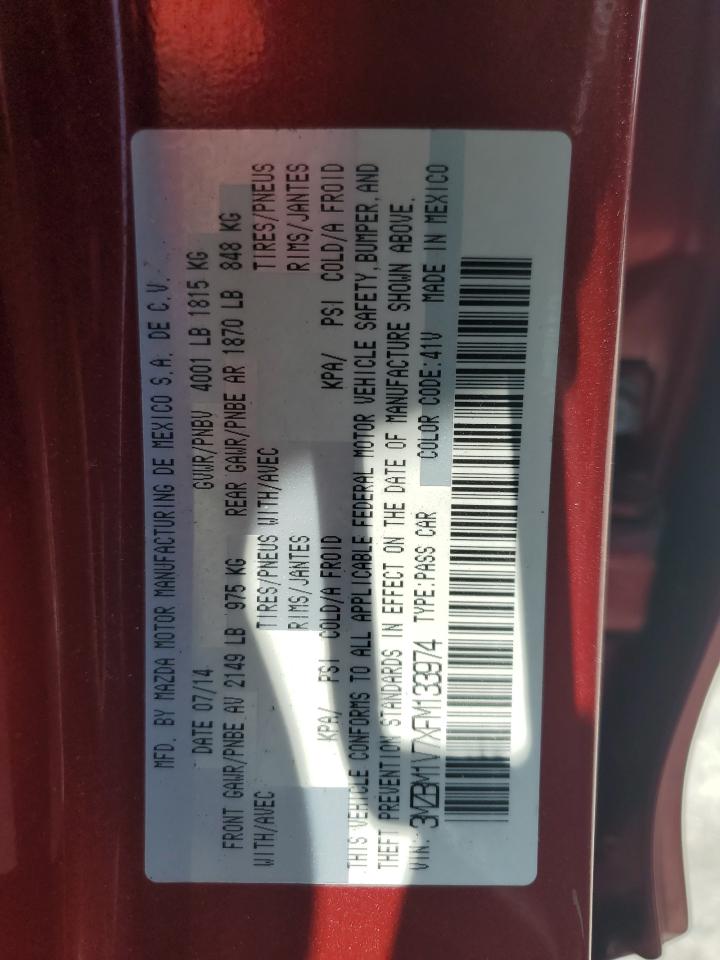 MFD. BY MAZDA MOTOR MANUFACTURING DE MEXICO S.A. DE C.V.
DATE 07/14 GVWR/PNBV 4001 LB 1815 KG
FRONT GAWR/PNBE AV 2149 LB 975 KG REAR GAWR/PNBE AR 1870 LB 848 KG
WITH/AVEC TIRES/PNEUS WITH/AVEC TIRES/PNEUS
RIMS/JANTES RIMS/JANTES
KPA/ PSI COLD/A FROID KPA/ PSI COLD/A FROID
THIS VEHICLE CONFORMS TO ALL APPLICABLE FEDERAL MOTOR VEHICLE SAFETY,BUMPER,AND
THEFT PREVENTION STANDARDS IN EFFECT ON THE DATE OF MANUFACTURE SHOWN ABOVE.
VIN: 3MZBM1V7XFM133974 TYPE:PASS CAR COLOR CODE:41V MADE IN MEXICO